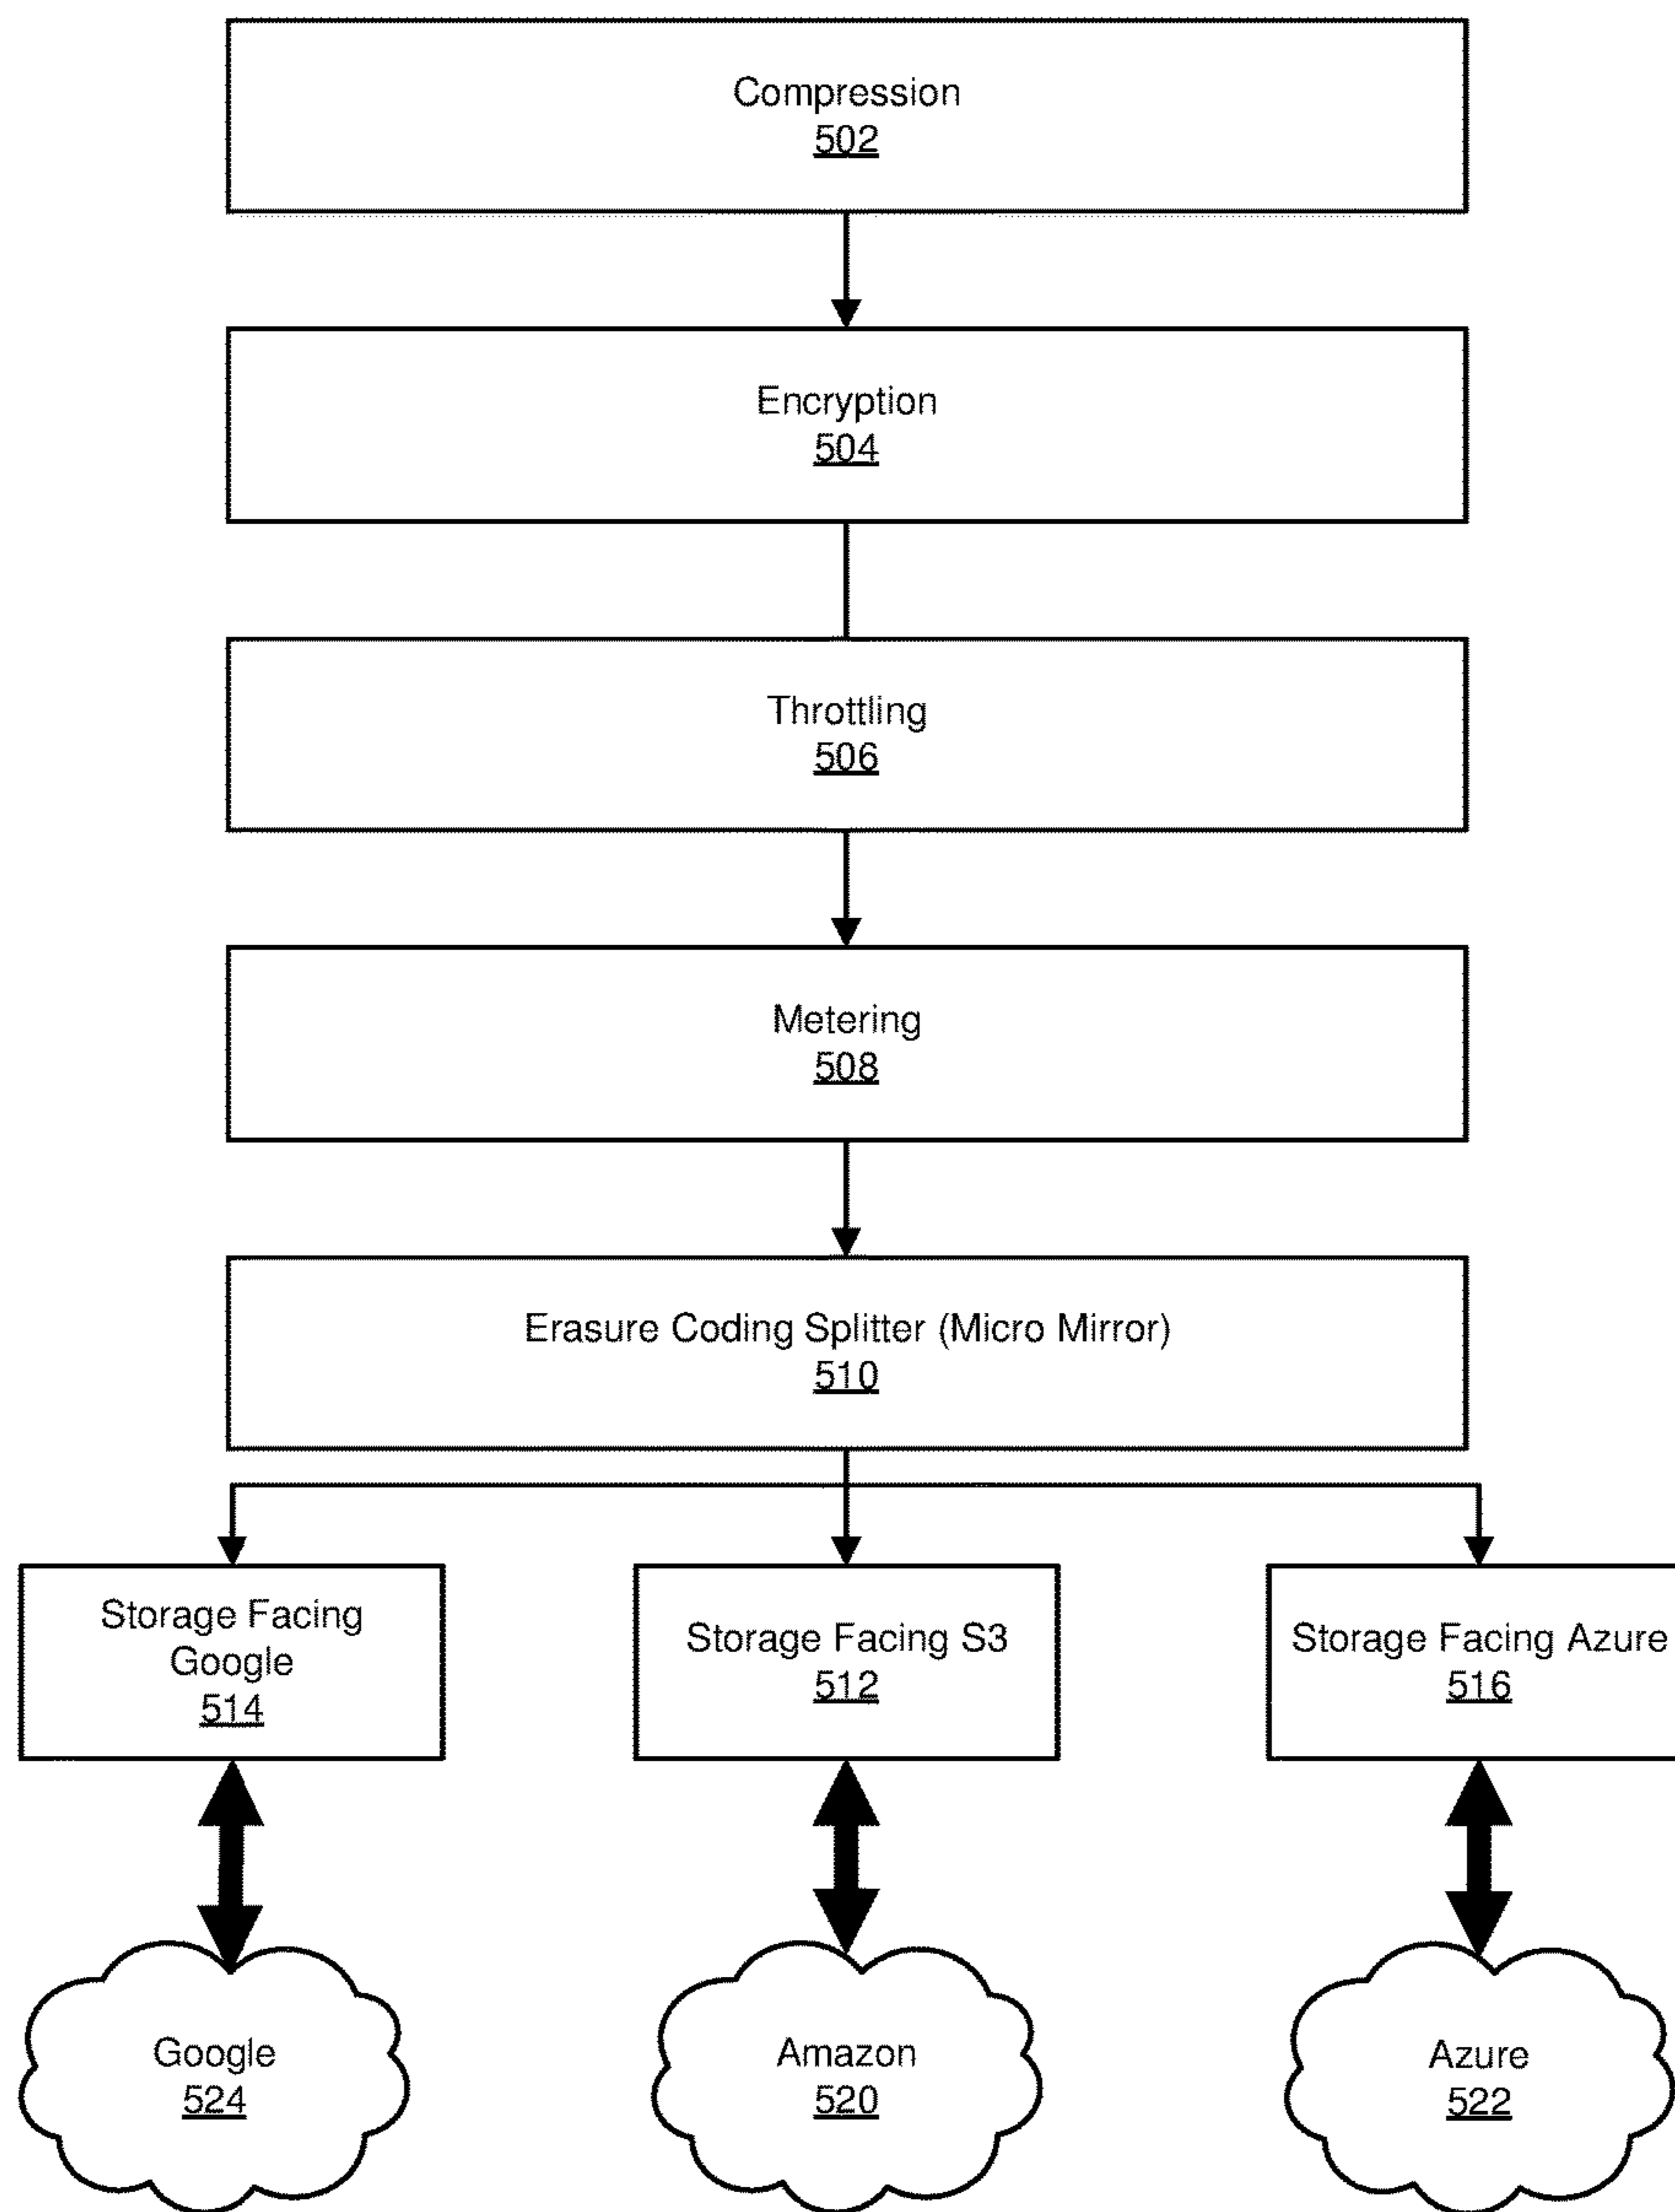 Compression
502
Encryption
504
Throttling
506
Metering
508
Erasure Coding Splitter (Micro Mirror)
510
Storage Facing
Google
514
Storage Facing S3
512
Storage Facing Azure
516
Google
524
Amazon
520
Azure
522